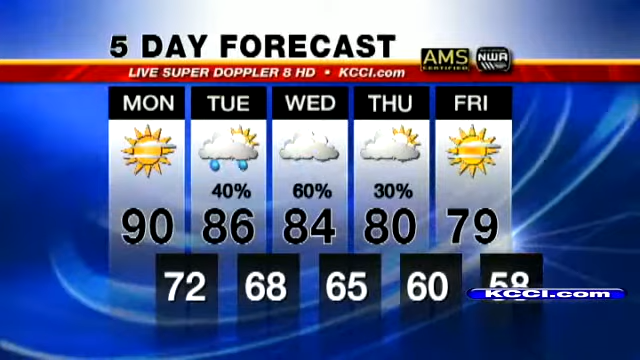 5 DAY FORECAST
AMS
CERTIFIED
NWA
LIVE SUPER DOPPLER 8 HD • KCCI.com
MON TUE WED THU FRI
40% 60% 30%
90 86 84 80 79
72 68 65 60 58
KCCI.com